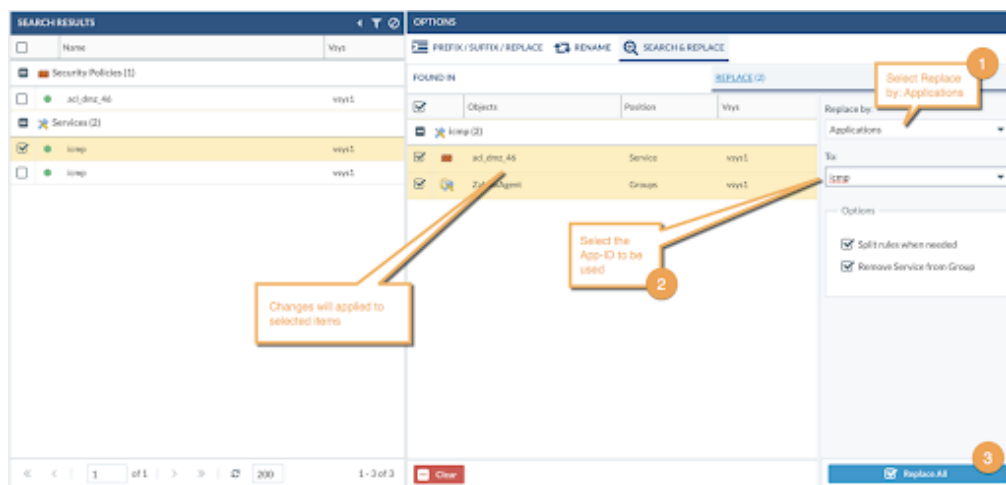 SEARCH RESULTS
Name
Vsys
Security Policies (1)
acl_dmz_46
vsys1
Services (2)
icmp
vsys1
icmp
vsys1
1
of 1
200
1 - 3 of 3
OPTIONS
PREFIX / SUFFIX / REPLACE
RENAME
SEARCH & REPLACE
FOUND IN
REPLACE (2)
Objects
Position
Vsys
icmp (2)
acl_dmz_46
Service
vsys1
Groups
vsys1
Changes will applied to
selected items
Select the
App-ID to be
used
2
1
Select Replace
by: Applications
Replace by:
Applications
To:
icmp
Options
Split rules when needed
Remove Service from Group
Clear
3
Replace All